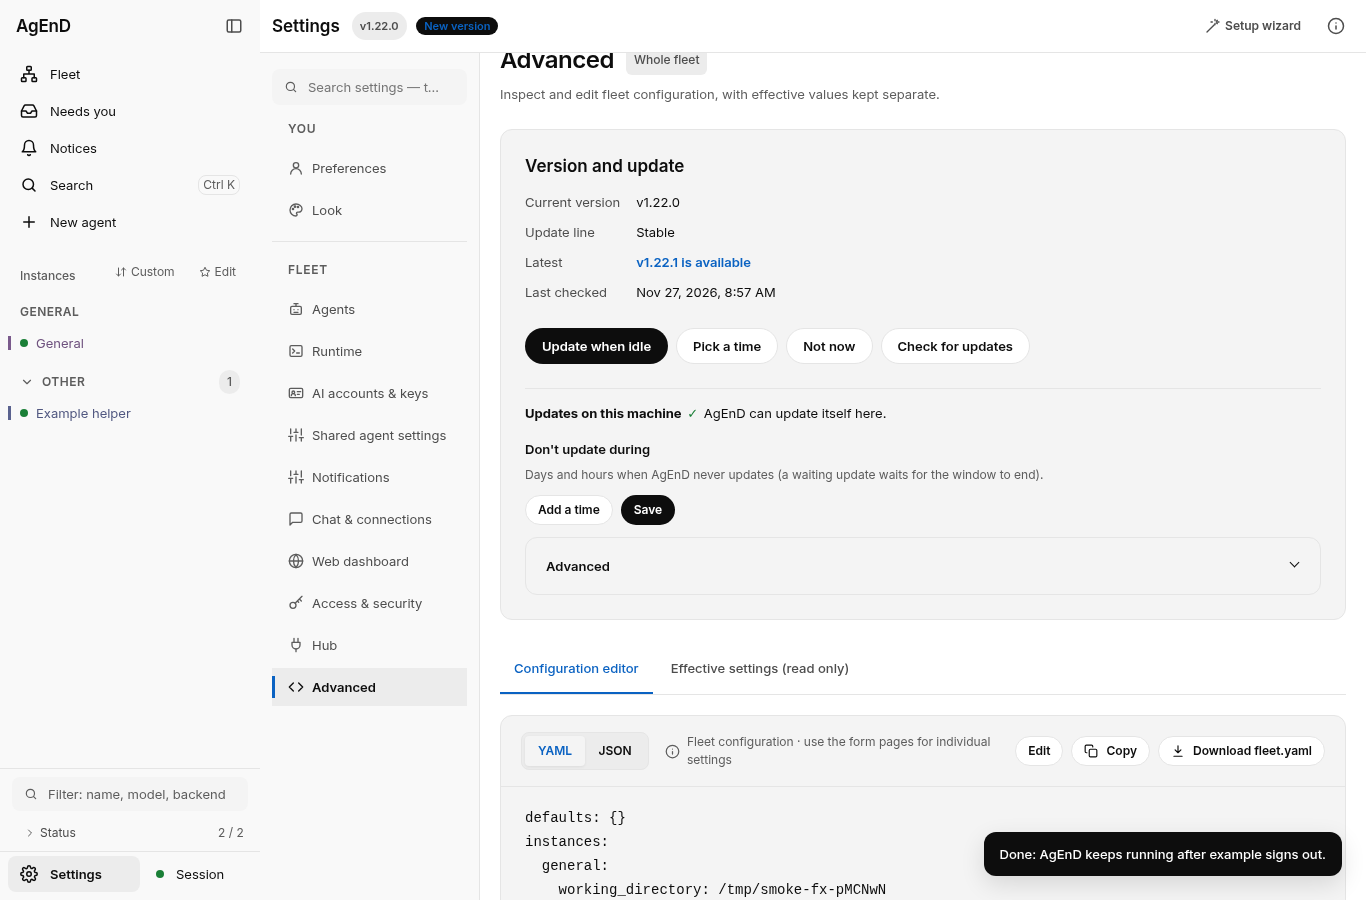 AgEnD
Fleet
Needs you
Notices
Search
Ctrl K
New agent
Instances
Custom
Edit
GENERAL
General
OTHER
1
Example helper
Filter: name, model, backend
Status
2 / 2
Settings
Session
Settings
v1.22.0
New version
Setup wizard
Search settings — t...
YOU
Preferences
Look
FLEET
Agents
Runtime
AI accounts & keys
Shared agent settings
Notifications
Chat & connections
Web dashboard
Access & security
Hub
Advanced
Advanced
Whole fleet
Inspect and edit fleet configuration, with effective values kept separate.
Version and update
Current version v1.22.0
Update line Stable
Latest v1.22.1 is available
Last checked Nov 27, 2026, 8:57 AM
Update when idle
Pick a time
Not now
Check for updates
Updates on this machine ✓ AgEnD can update itself here.
Don't update during
Days and hours when AgEnD never updates (a waiting update waits for the window to end).
Add a time
Save
Advanced
Configuration editor
Effective settings (read only)
YAML
JSON
Fleet configuration · use the form pages for individual
settings
Edit
Copy
Download fleet.yaml
defaults: {}
instances:
general:
working_directory: /tmp/smoke-fx-pMCNwN
Done: AgEnD keeps running after example signs out.